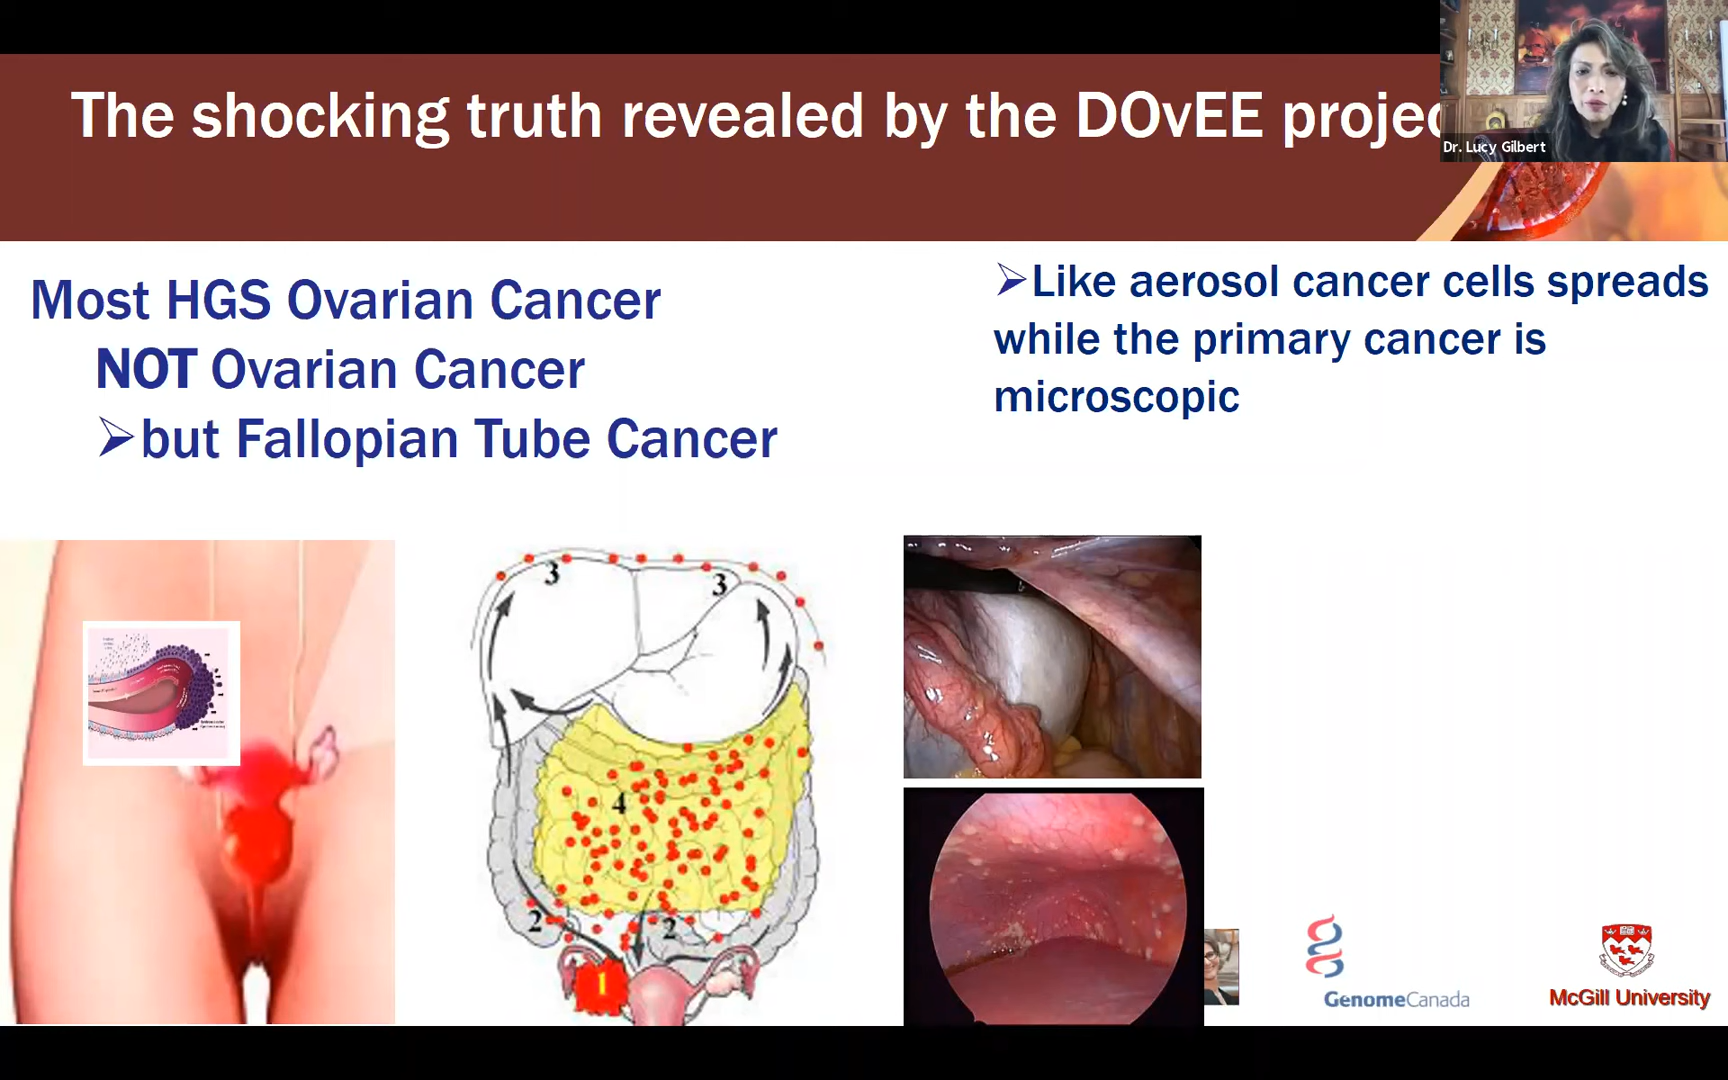 The shocking truth revealed by the DOvEE projec
Dr. Lucy Gilbert
Most HGS Ovarian Cancer
NOT Ovarian Cancer
➢but Fallopian Tube Cancer
➢Like aerosol cancer cells spreads
while the primary cancer is
microscopic
3
3
4
2
2
1
GenomeCanada
McGill University